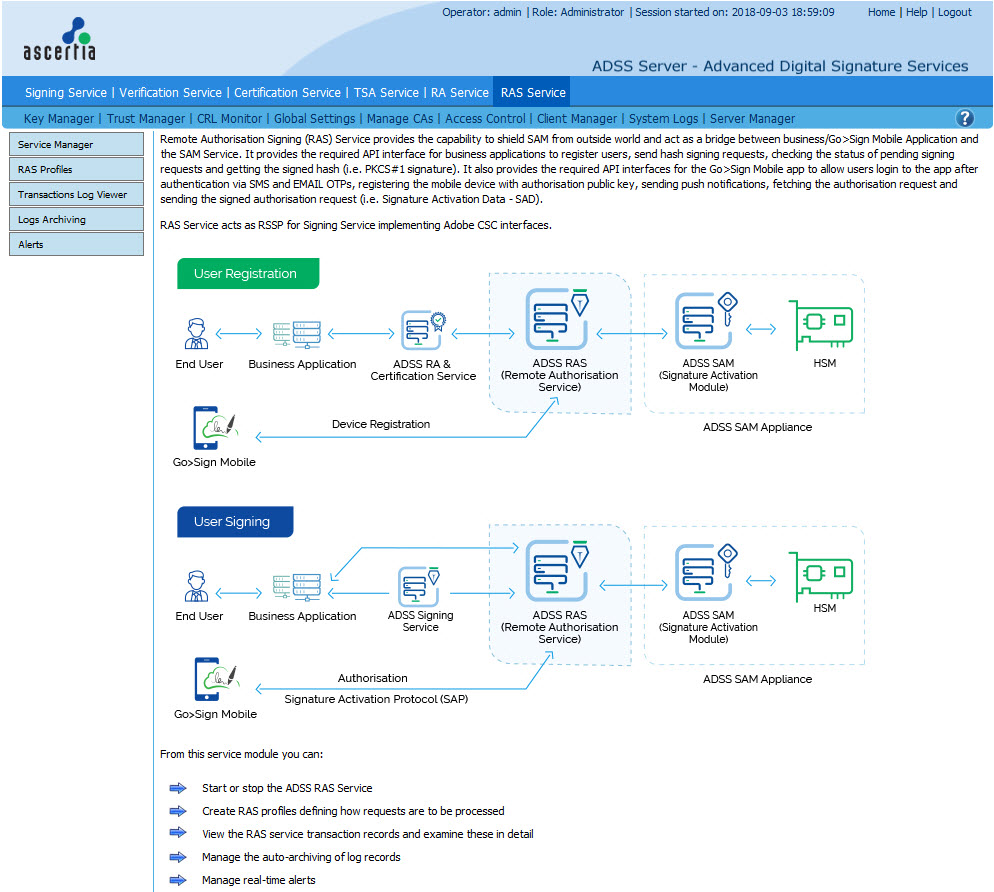 Operator: admin | Role: Administrator | Session started on: 2018-09-03 18:59:09 Home | Help | Logout
ascertia
ADSS Server - Advanced Digital Signature Services
Signing Service | Verification Service | Certification Service | TSA Service | RA Service RAS Service
Key Manager | Trust Manager | CRL Monitor | Global Settings | Manage CAs | Access Control | Client Manager | System Logs | Server Manager ?
Service Manager
RAS Profiles
Transactions Log Viewer
Logs Archiving
Alerts
Remote Authorisation Signing (RAS) Service provides the capability to shield SAM from outside world and act as a bridge between business/Go>Sign Mobile Application and
the SAM Service. It provides the required API interface for business applications to register users, send hash signing requests, checking the status of pending signing
requests and getting the signed hash (i.e. PKCS#1 signature). It also provides the required API interfaces for the Go>Sign Mobile app to allow users login to the app after
authentication via SMS and EMAIL OTPs, registering the mobile device with authorisation public key, sending push notifications, fetching the authorisation request and
sending the signed authorisation request (i.e. Signature Activation Data - SAD).
RAS Service acts as RSSP for Signing Service implementing Adobe CSC interfaces.
User Registration
End User
Business Application
ADSS RA &
Certification Service
ADSS RAS
(Remote Authorisation
Service)
ADSS SAM
(Signature Activation
Module)
HSM
ADSS SAM Appliance
Device Registration
Go>Sign Mobile
User Signing
End User
Business Application
ADSS Signing
Service
ADSS RAS
(Remote Authorisation
Service)
ADSS SAM
(Signature Activation
Module)
HSM
ADSS SAM Appliance
Authorisation
Signature Activation Protocol (SAP)
Go>Sign Mobile
From this service module you can:
Start or stop the ADSS RAS Service
Create RAS profiles defining how requests are to be processed
View the RAS service transaction records and examine these in detail
Manage the auto-archiving of log records
Manage real-time alerts